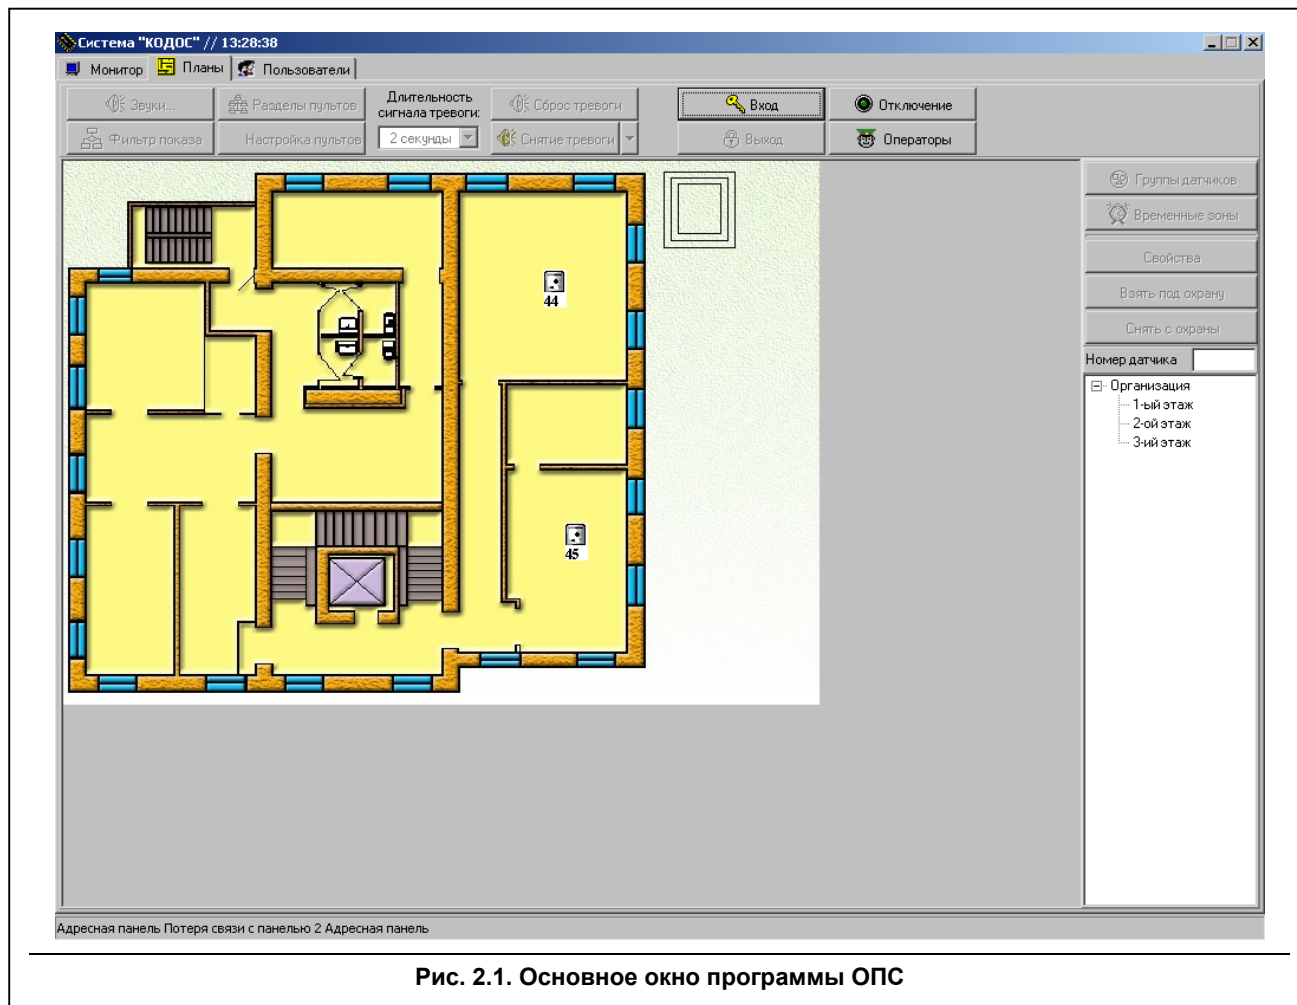 Система "КОДОС" // 13:28:38
Монитор Планы Пользователи
Звуки... Разделы пультов Длительность сигнала тревоги: Сброс тревоги Вход Отключение
Фильтр показа Настройка пультов 2 секунды Снятие тревоги Выход Операторы
Группы датчиков
Временные зоны
Свойства
Взять под охрану
Снять с охраны
Номер датчика
Организация
1-ый этаж
2-ой этаж
3-ий этаж
44
45
Адресная панель Потеря связи с панелью 2 Адресная панель
Рис. 2.1. Основное окно программы ОПС